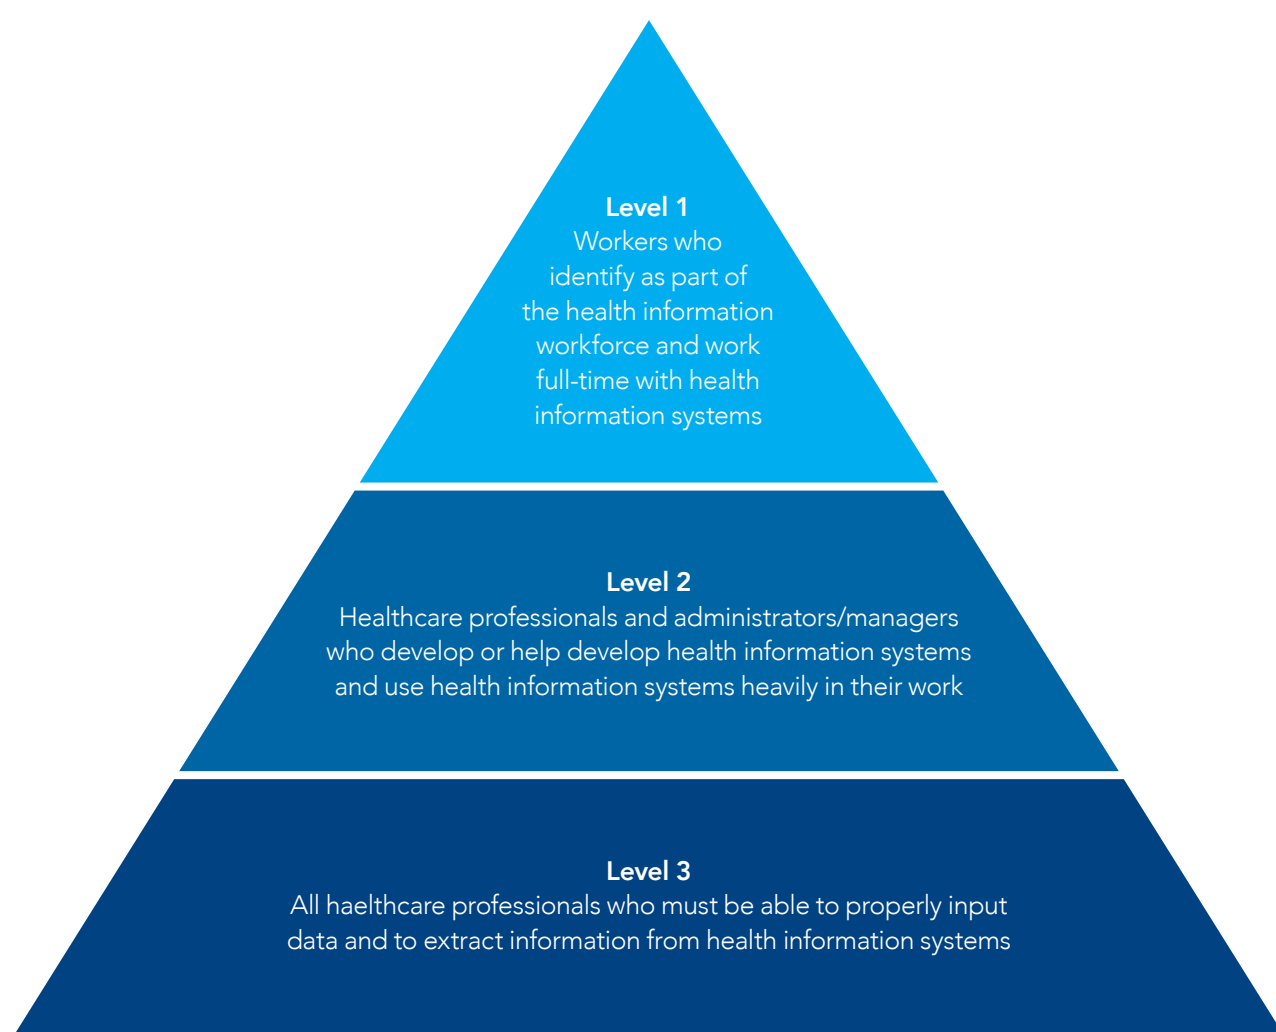 Level 1
Workers who
identify as part of
the health information
workforce and work
full-time with health
information systems
Level 2
Healthcare professionals and administrators/managers
who develop or help develop health information systems
and use health information systems heavily in their work
Level 3
All haelthcare professionals who must be able to properly input
data and to extract information from health information systems